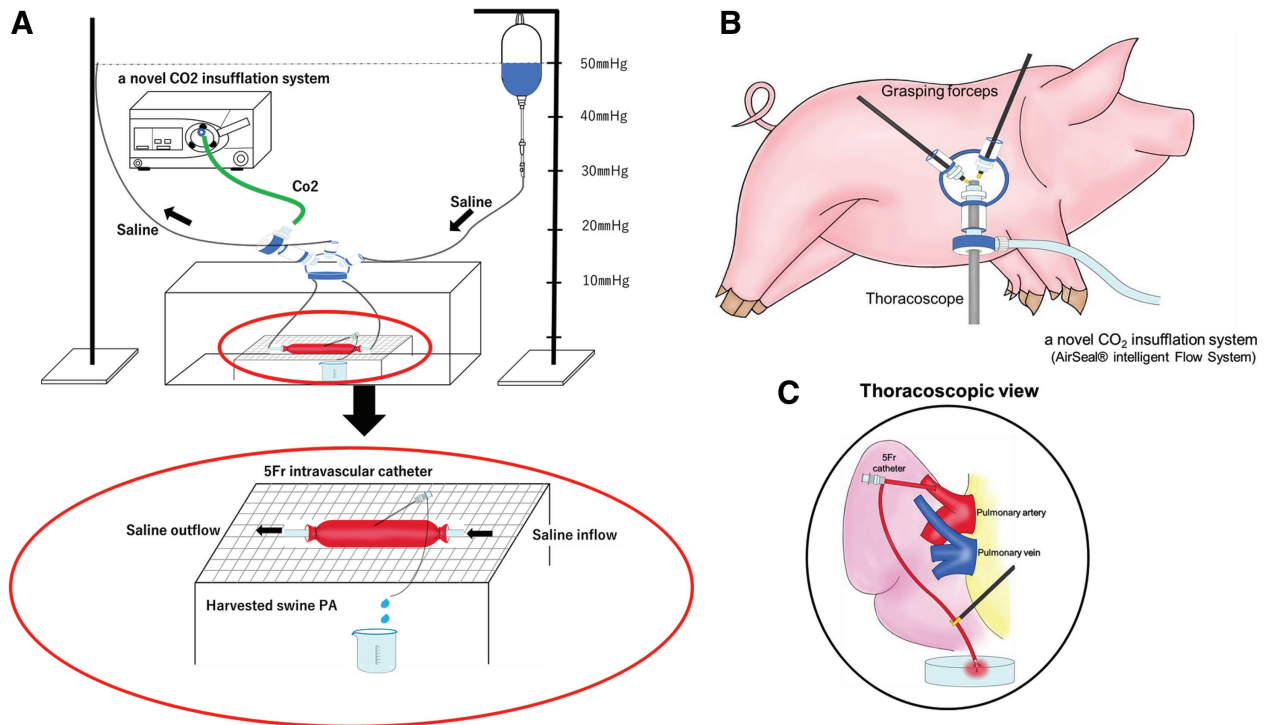 A
a novel CO2 insufflation system
Co2
Saline
Saline
50mmHg
40mmHg
30mmHg
20mmHg
10mmHg
5Fr intravascular catheter
Saline outflow
Saline inflow
Harvested swine PA
B
Grasping forceps
Thoracoscope
a novel CO₂ insufflation system
(AirSeal® intelligent Flow System)
C
Thoracoscopic view
5Fr
catheter
Pulmonary artery
Pulmonary vein